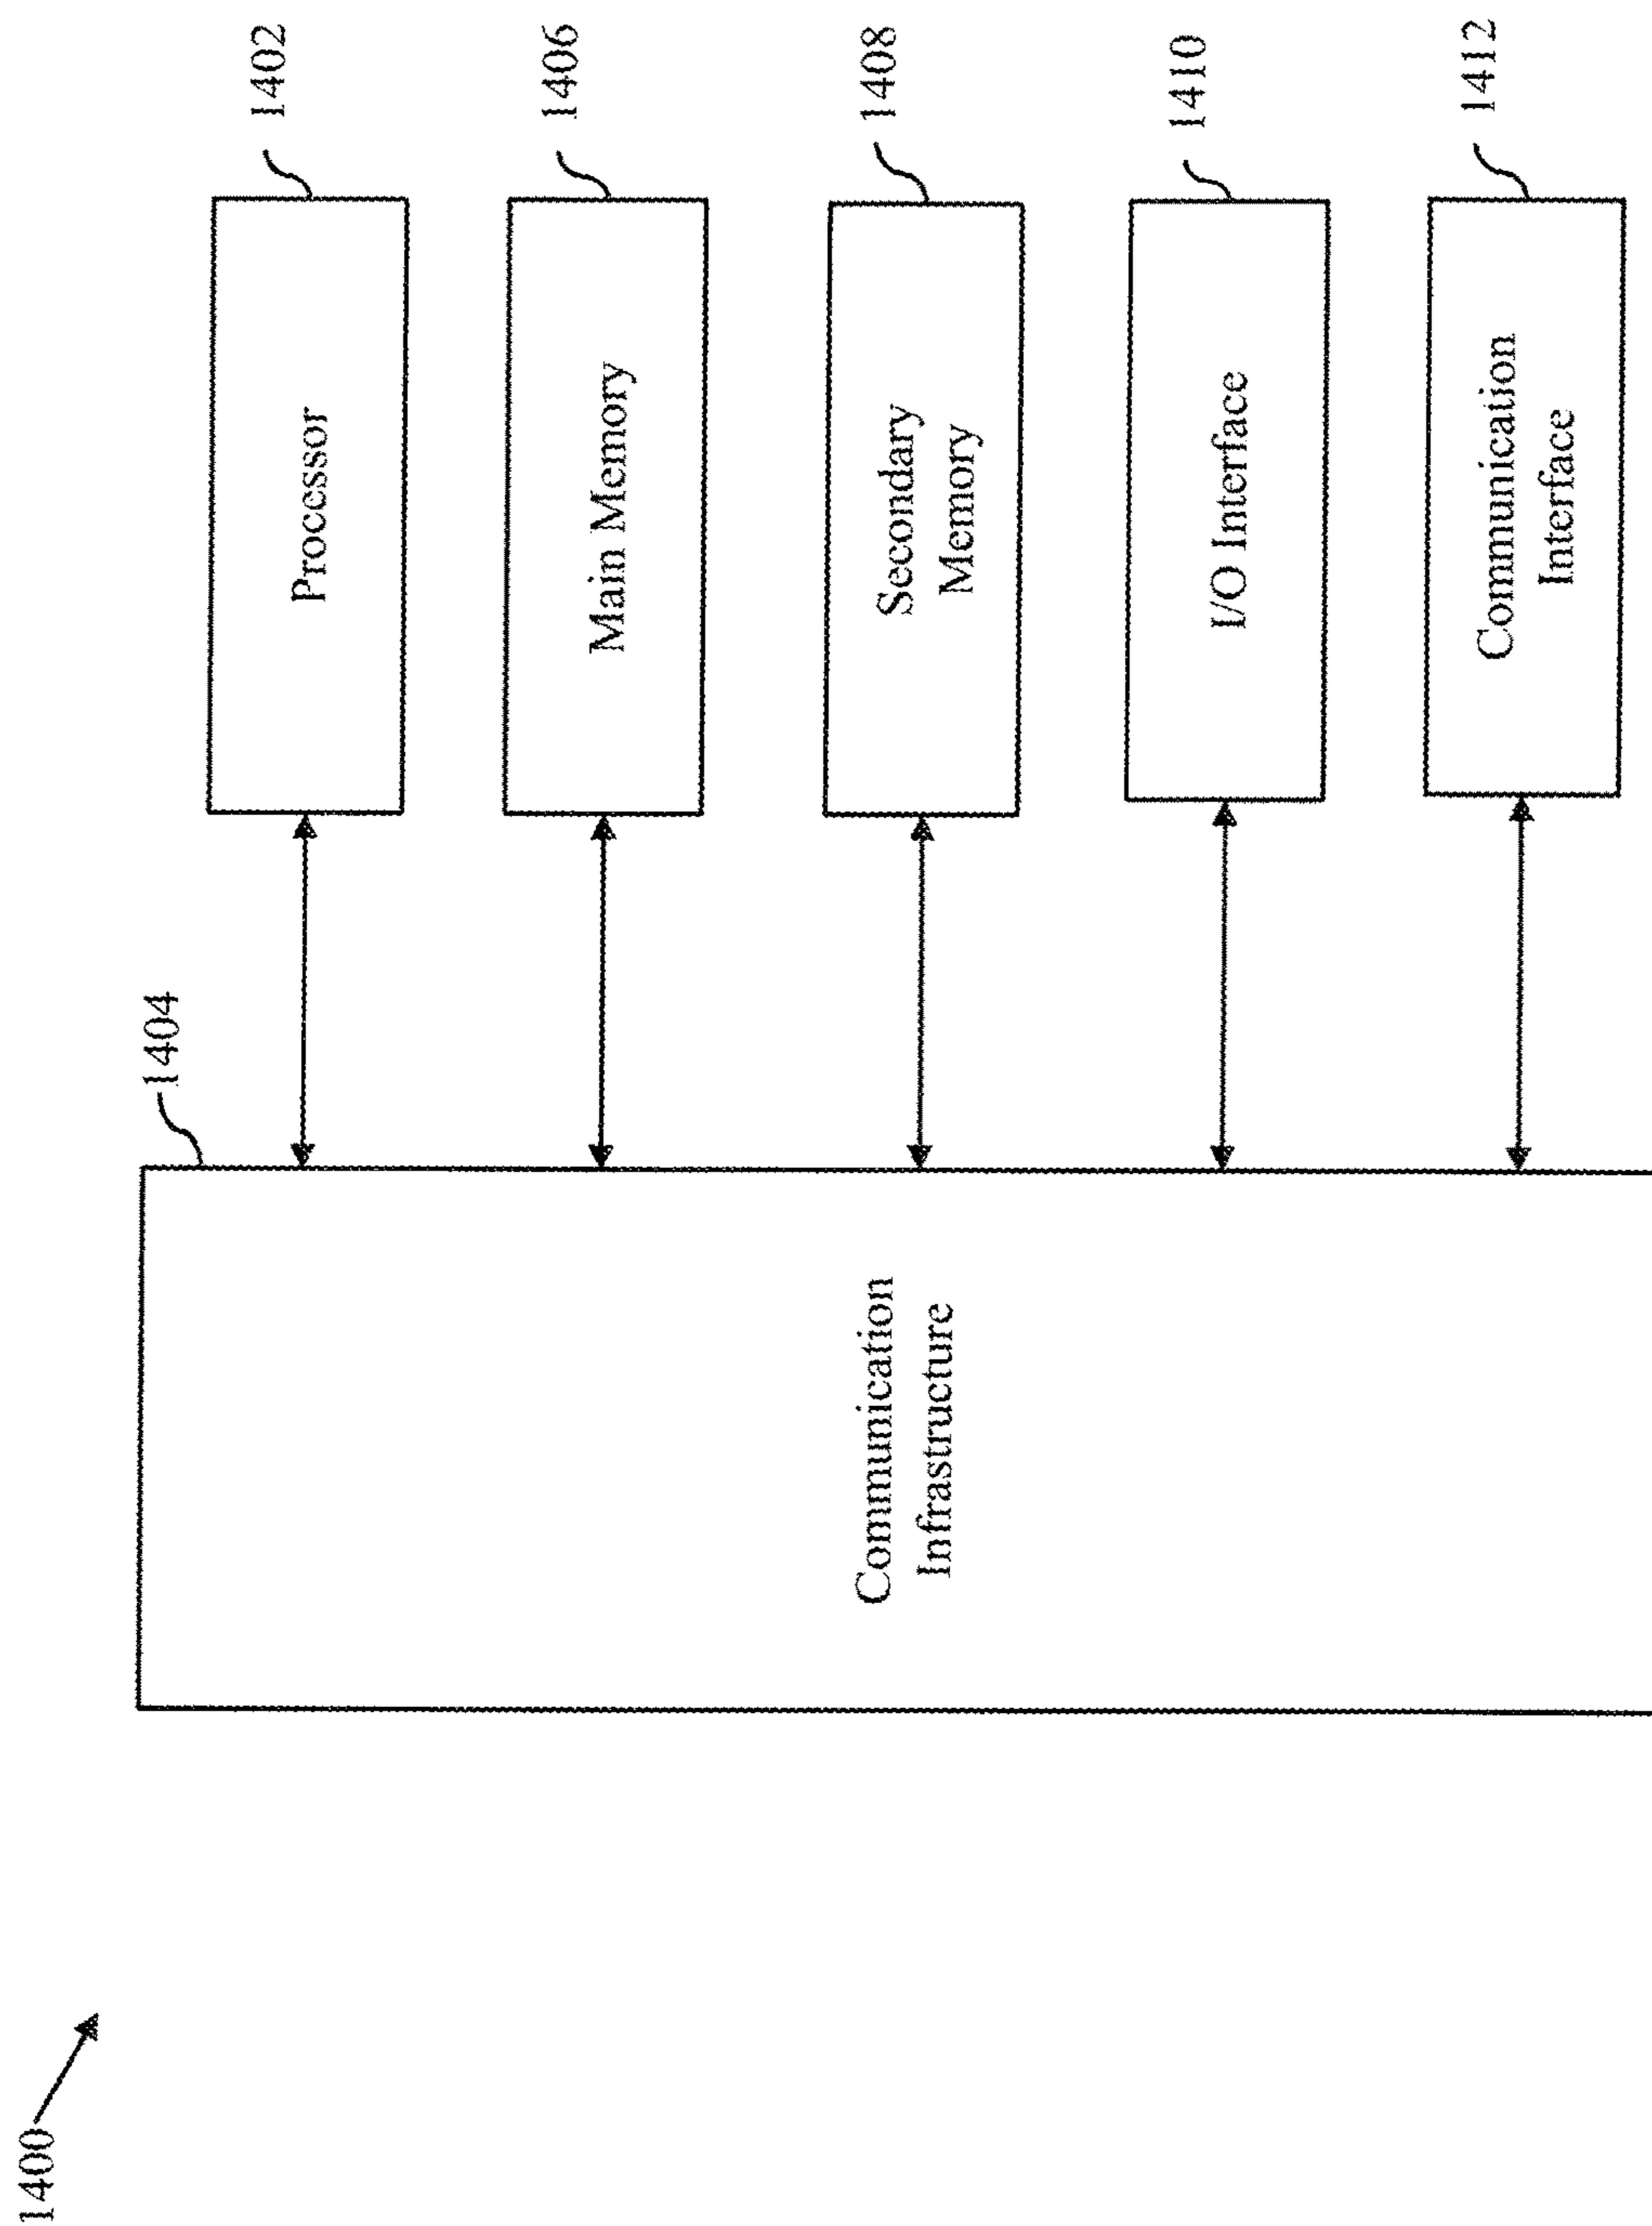 1400
1404
Communication
Infrastructure
Processor
1402
Main Memory
1406
Secondary
Memory
1408
I/O Interface
1410
Communication
Interface
1412